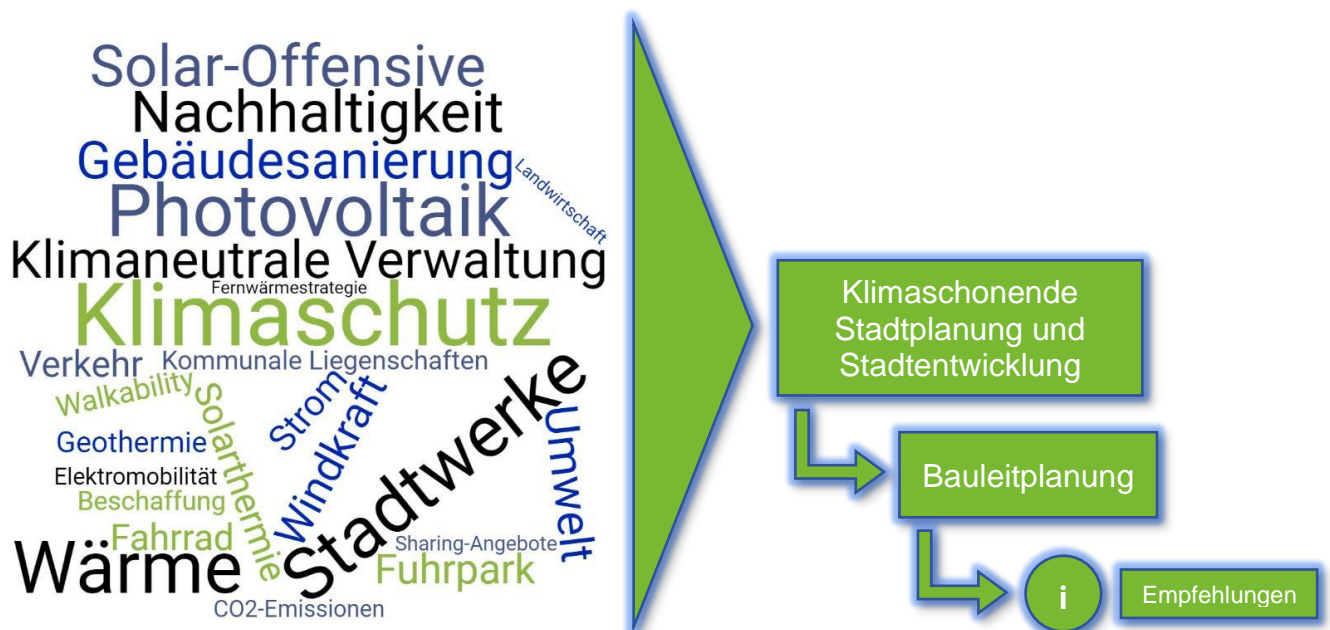 Solar-Offensive
Nachhaltigkeit
Gebäudesanierung
Landwirtschaft
Photovoltaik
Klimaneutrale Verwaltung
Fernwärmestrategie
Klimaschutz
Verkehr
Kommunale Liegenschaften
Walkability
Solarthermie
Strom
Windkraft
Stadtwerke
Umwelt
Geothermie
Elektromobilität
Beschaffung
Fahrrad
Wärme
Sharing-Angebote
Fuhrpark
CO2-Emissionen
Klimaschonende
Stadtplanung und
Stadtentwicklung
Bauleitplanung
i
Empfehlungen